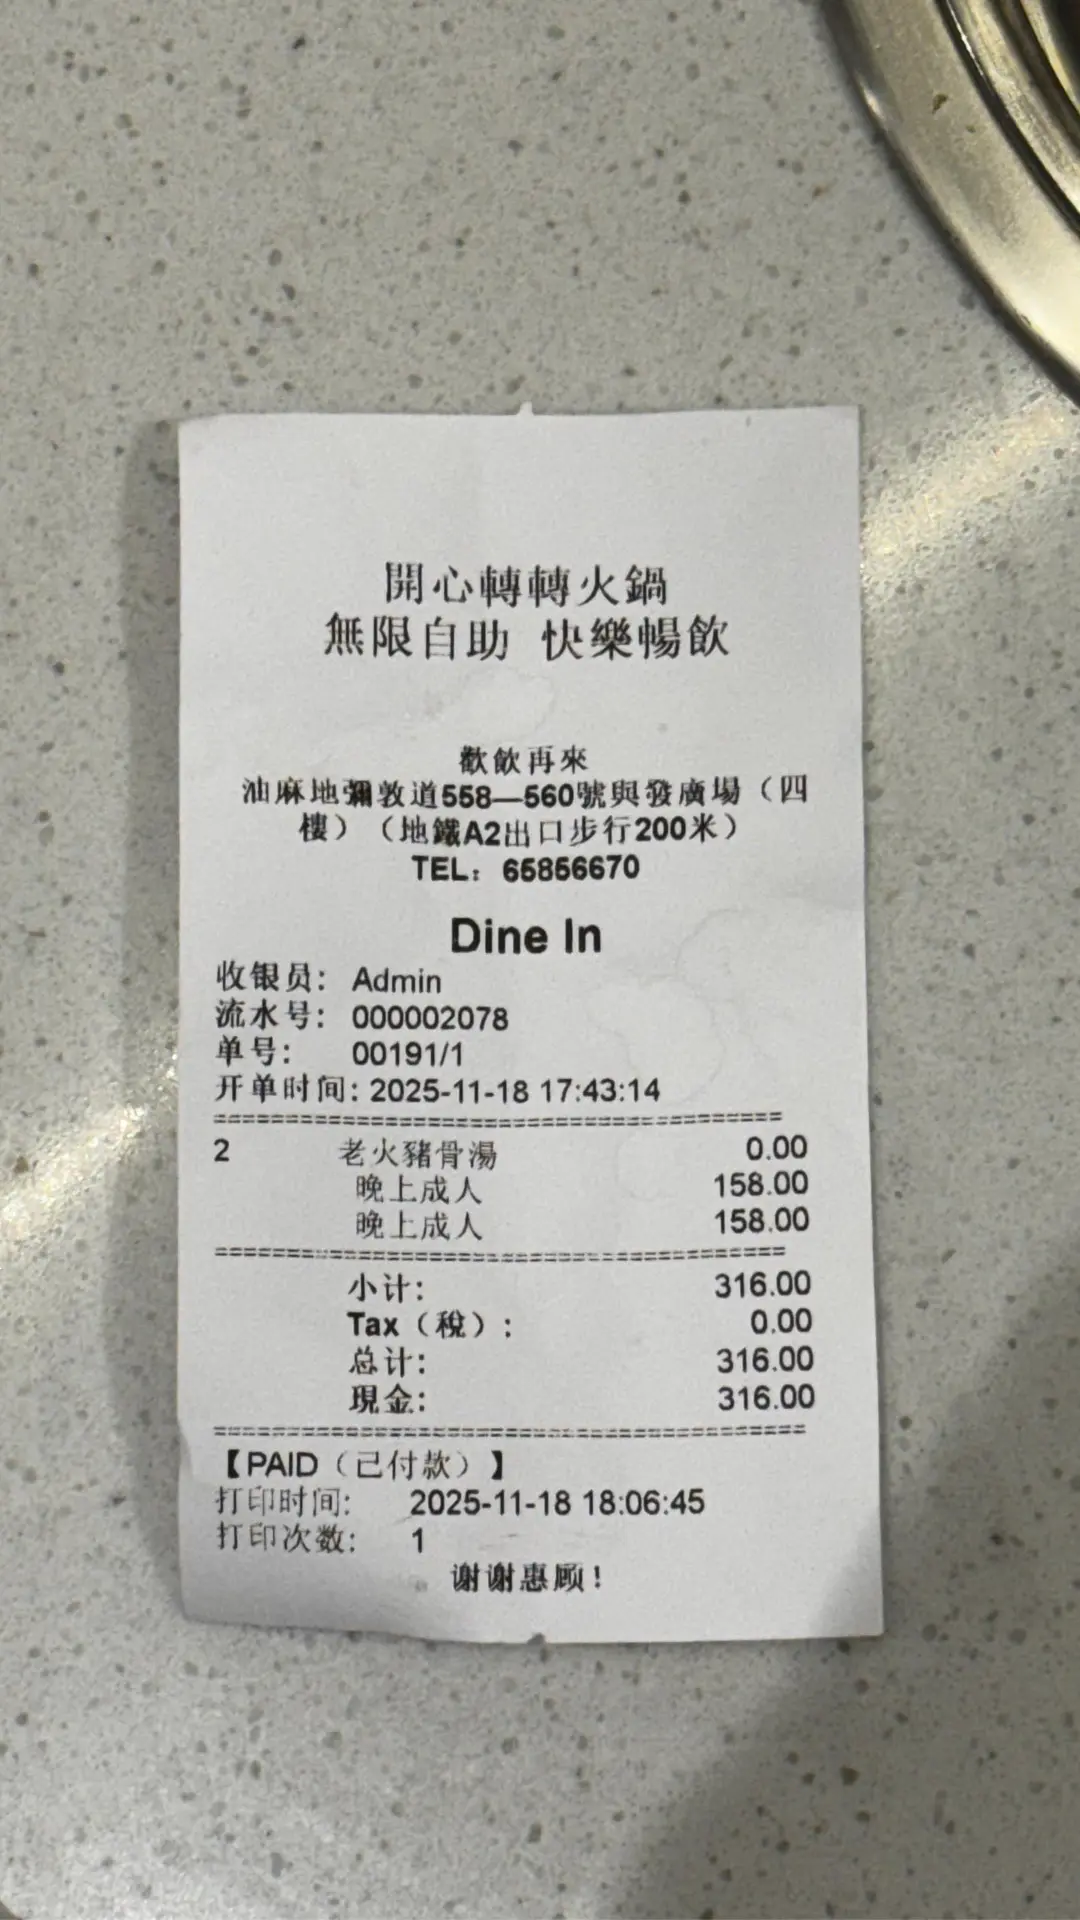 開心轉轉火鍋
無限自助 快樂暢飲
歡飲再來
油麻地彌敦道558—560號與發廣場（四
樓）（地鐵A2出口步行200米）
TEL：65856670
Dine In
收银员： Admin
流水号： 000002078
单号： 00191/1
开单时间: 2025-11-18 17:43:14
=====================================
2 老火豬骨湯 0.00
晚上成人 158.00
晚上成人 158.00
=====================================
小计: 316.00
Tax（稅）: 0.00
总计: 316.00
現金: 316.00
=====================================
【PAID（已付款）】
打印时间: 2025-11-18 18:06:45
打印次数: 1
谢谢惠顾！